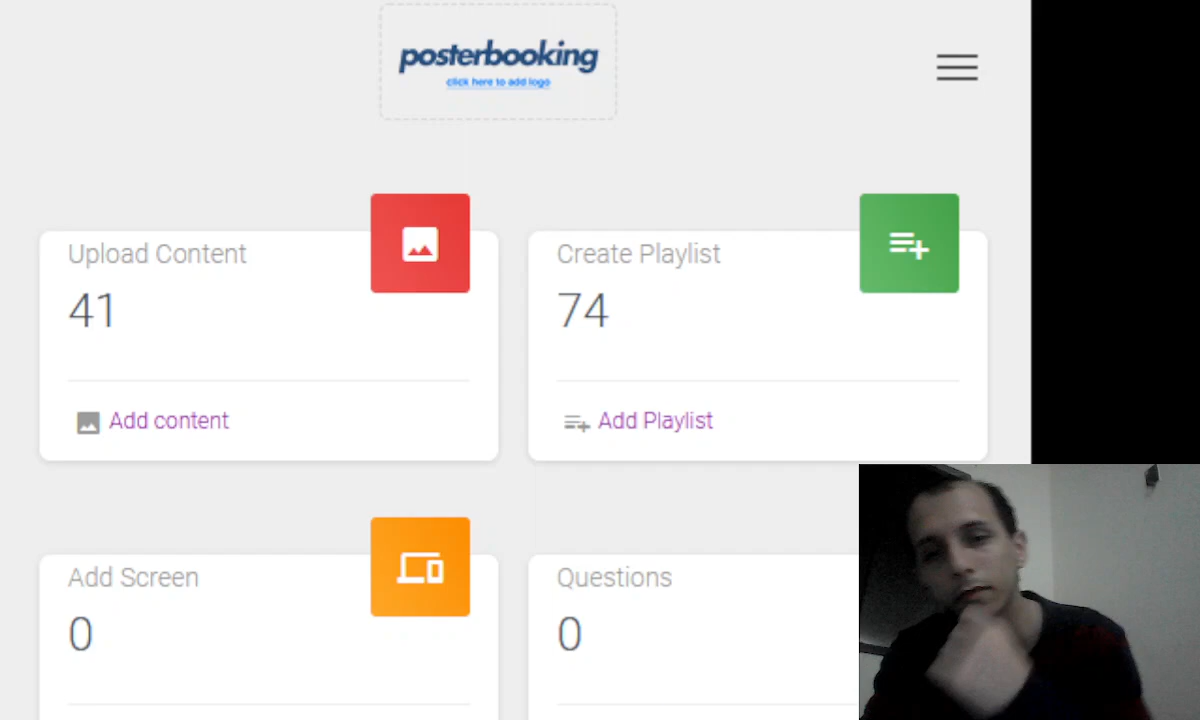 posterbooking
click here to add logo
Upload Content
41
Add content
Create Playlist
74
Add Playlist
Add Screen
0
Questions
0